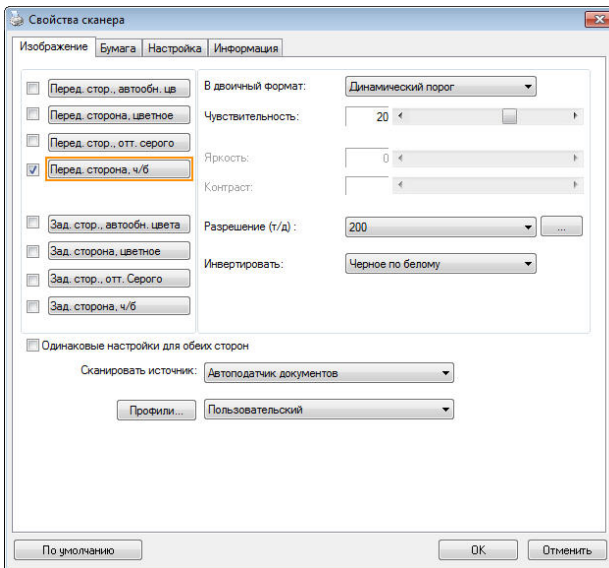 Свойства сканера
Изображение Бумага Настройка Информация
Перед. стор., автообн. цв
Перед. сторона, цветное
Перед. стор., отт. серого
Перед. сторона, ч/б
Зад. стор., автообн. цвета
Зад. сторона, цветное
Зад. стор., отт. Серого
Зад. сторона, ч/б
В двоичный формат: Динамический порог
Чувствительность: 20
Яркость: 0
Контраст:
Разрешение (т/д) : 200 ...
Инвертировать: Черное по белому
Одинаковые настройки для обеих сторон
Сканировать источник: Автоподатчик документов
Профили... Пользовательский
По умолчанию OK Отменить